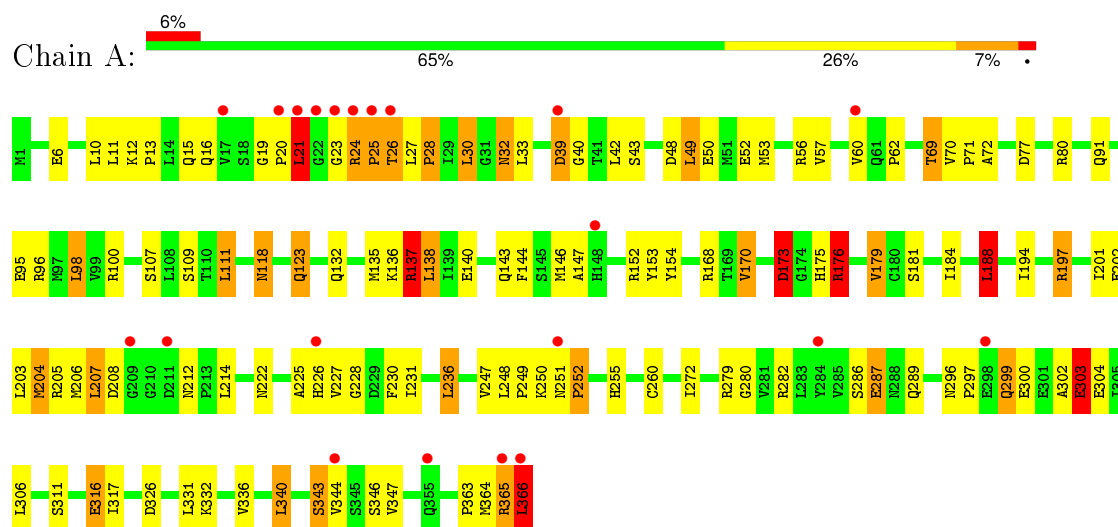 6%
Chain A:
65% 26% 7% •
M1 E6 L10 L11 K12 P13 L14 Q15 Q16 V17 S18 G19 P20 L21 G22 G23 R24 P25 T26 L27 P28 I29 L30 G31 N32 L33 D39 G40 T41 L42 S43 D48 L49 E50 M51 E52 M53 R56 V57 V60 Q61 P62 T69 V70 P71 A72 D77 R80 Q91
E95 R96 M97 L98 V99 R100 S107 L108 S109 T110 L111 N118 Q123 Q132 M135 K136 R137 L138 I139 E140 Q143 F144 S145 M146 A147 H148 R152 Y153 Y154 R168 T169 V170 D173 G174 H175 R176 V179 C180 S181 I184 L188 I194 R197 I201
L203 M204 R205 M206 L207 D208 G209 G210 D211 N212 P213 L214 N222 A225 H226 V227 G228 D229 F230 I231 L236 V247 L248 P249 K250 N251 P252 H255 C260 I272 R279 G280 V281 R282 L283 Y284 V285 S286 E287 N288 Q289 N296 P297 E298 Q299 E300 E301 A302 E303 E304
L306 S311 E316 I317 D326 L331 K332 V336 L340 S343 V344 S345 S346 V347 Q355 P363 M364 R365 L366